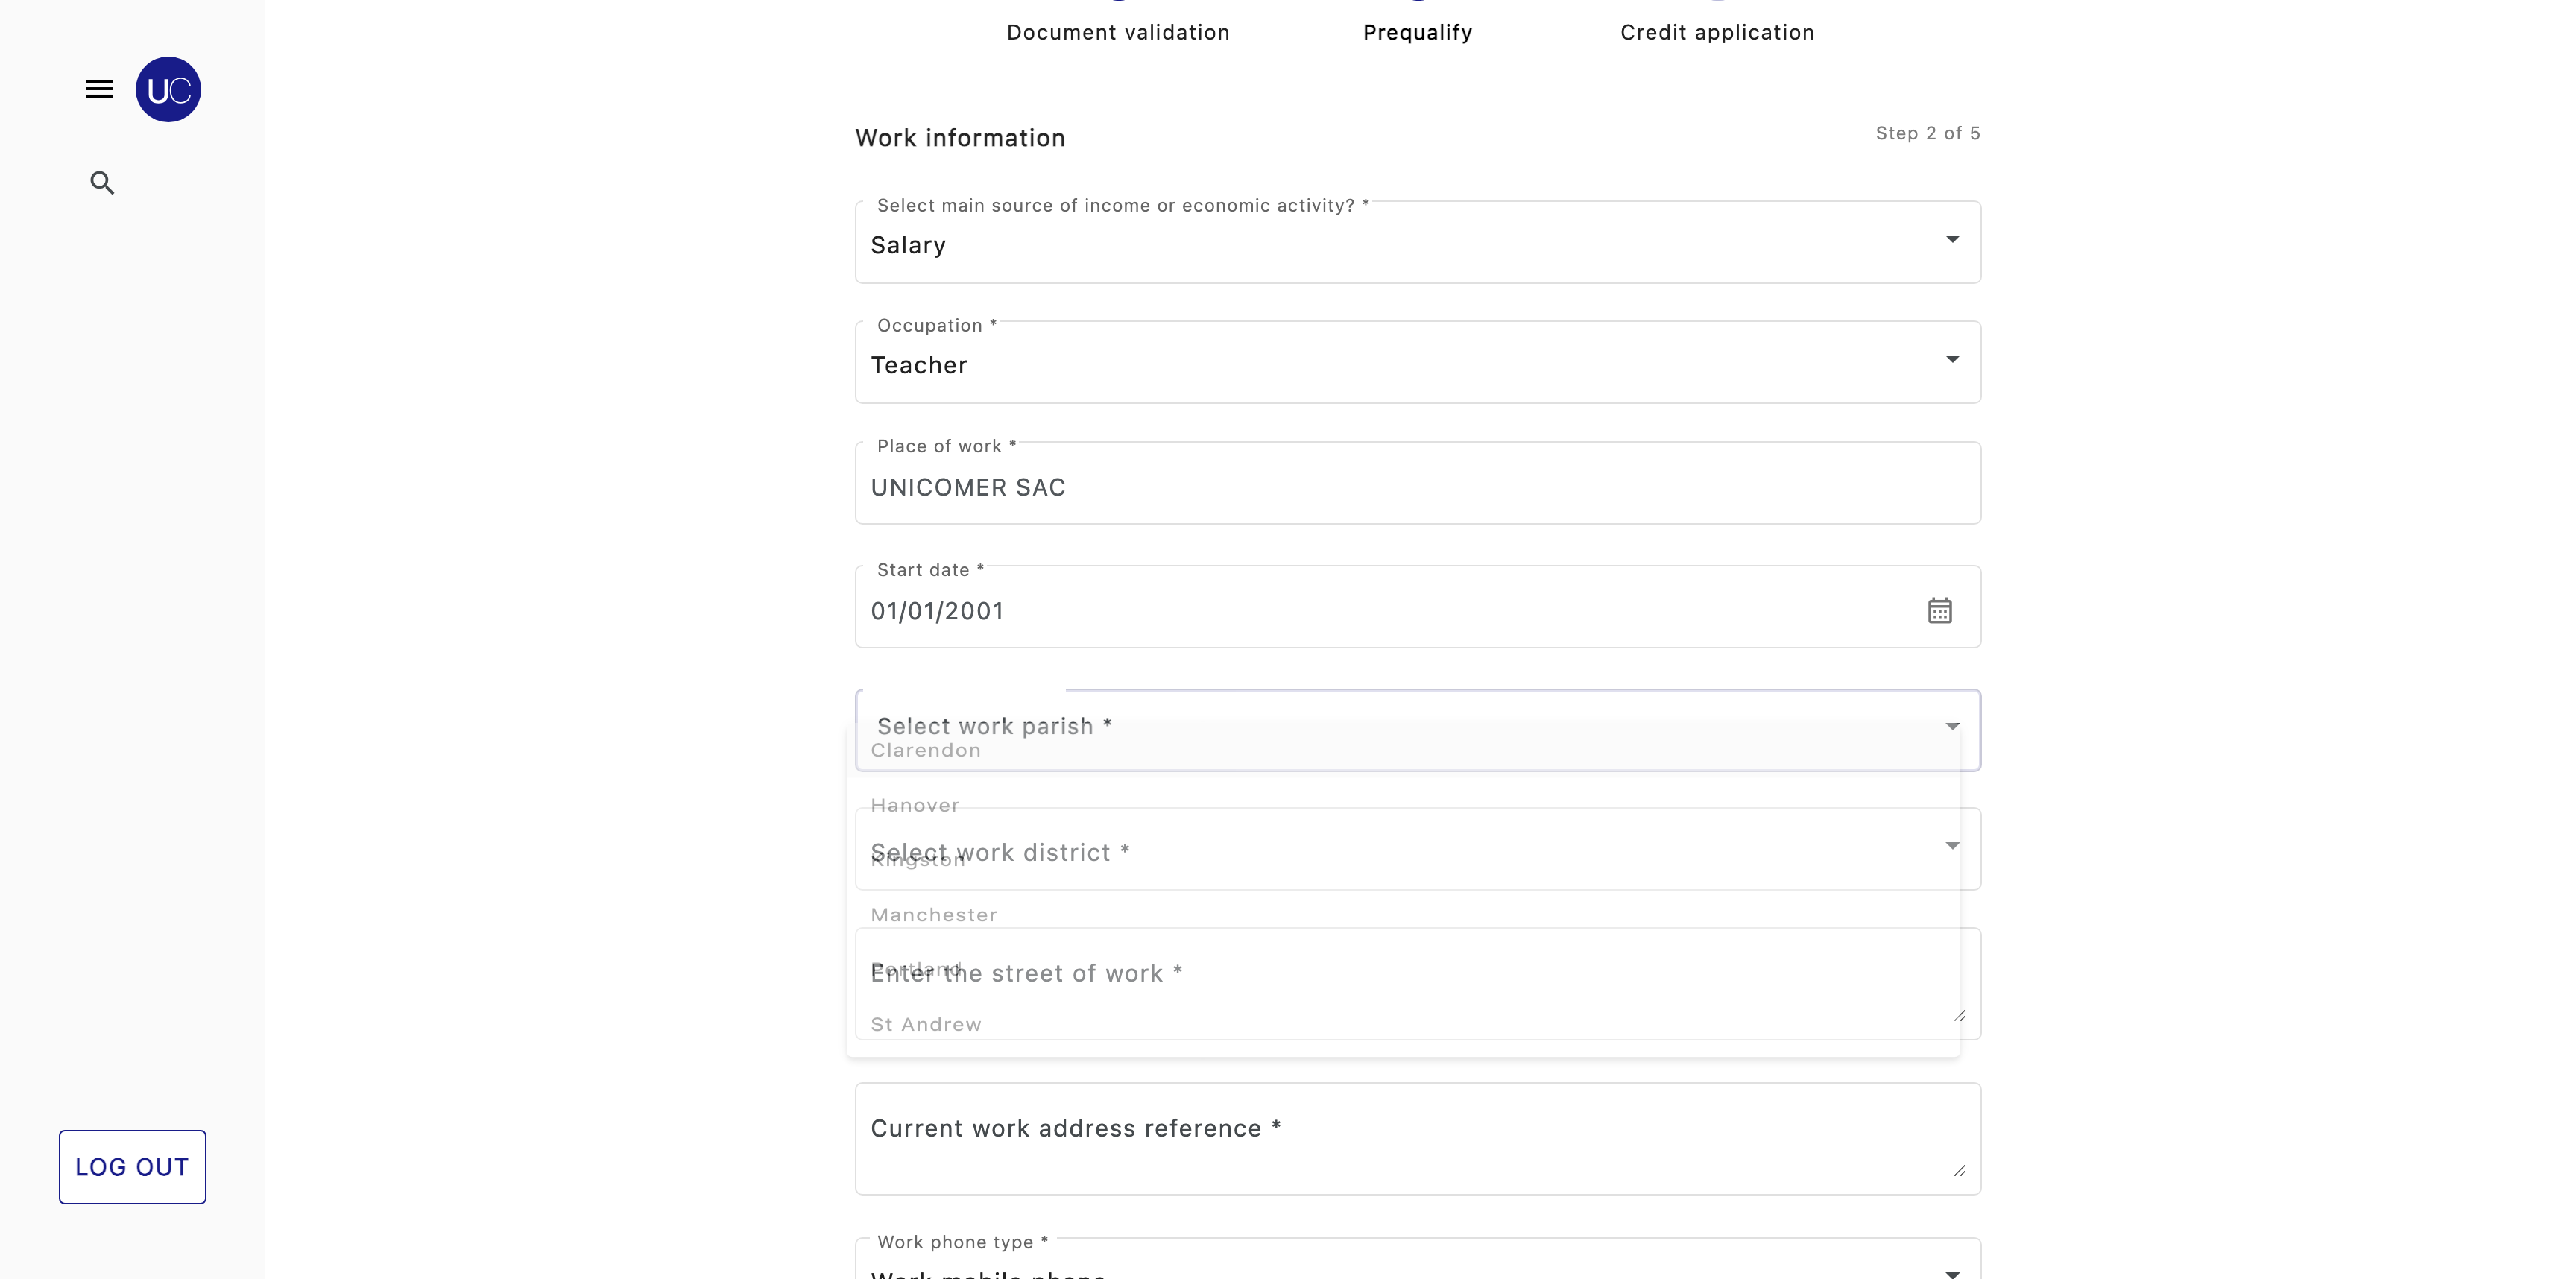 Document validation
Prequalify
Credit application
UC
Work information
Step 2 of 5
Select main source of income or economic activity? *
Salary
Occupation *
Teacher
Place of work *
UNICOMER SAC
Start date *
01/01/2001
Select work parish *
Clarendon
Hanover
Select work district *
Kingston
Manchester
Portland
Enter the street of work *
St Andrew
Current work address reference *
LOG OUT
Work phone type *
Work mobile phone